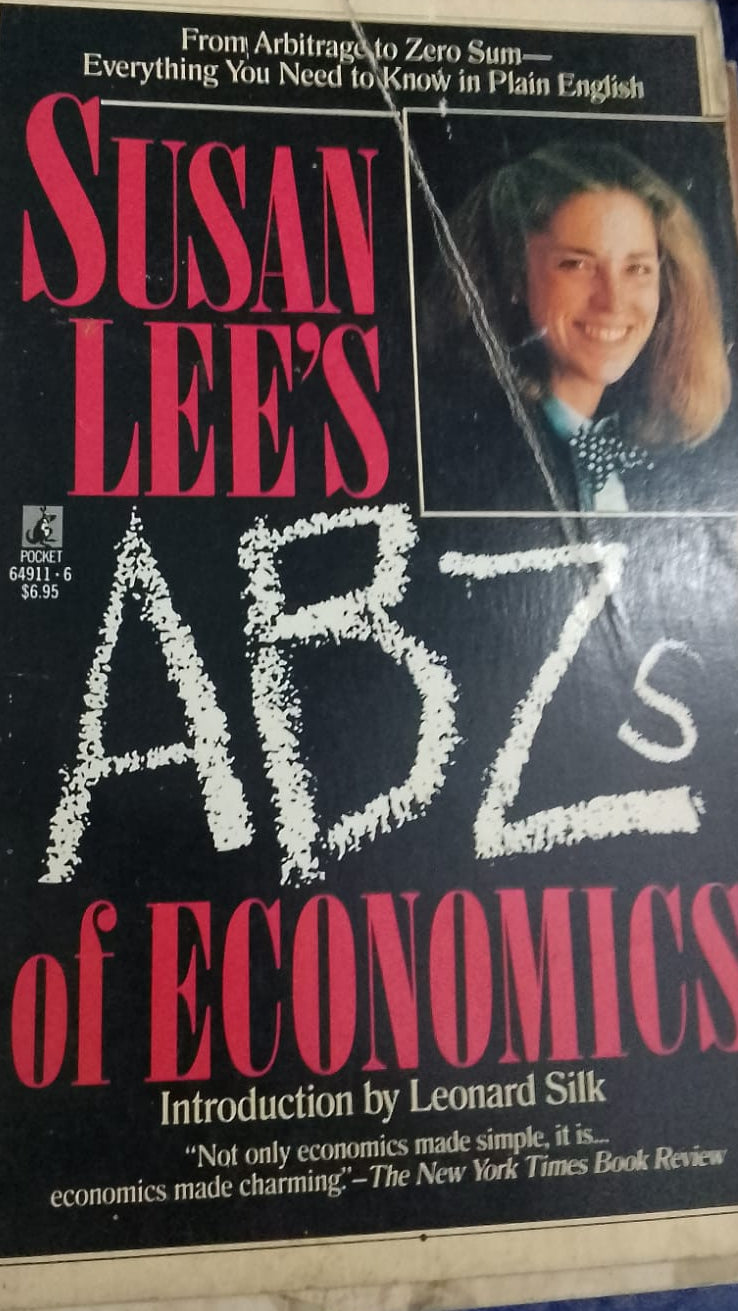 From Arbitrage to Zero Sum—
Everything You Need to Know in Plain English
SUSAN
LEE'S
POCKET
64911·6
$6.95
ABZs
of ECONOMICS
Introduction by Leonard Silk
“Not only economics made simple, it is...
economics made charming.”—The New York Times Book Review